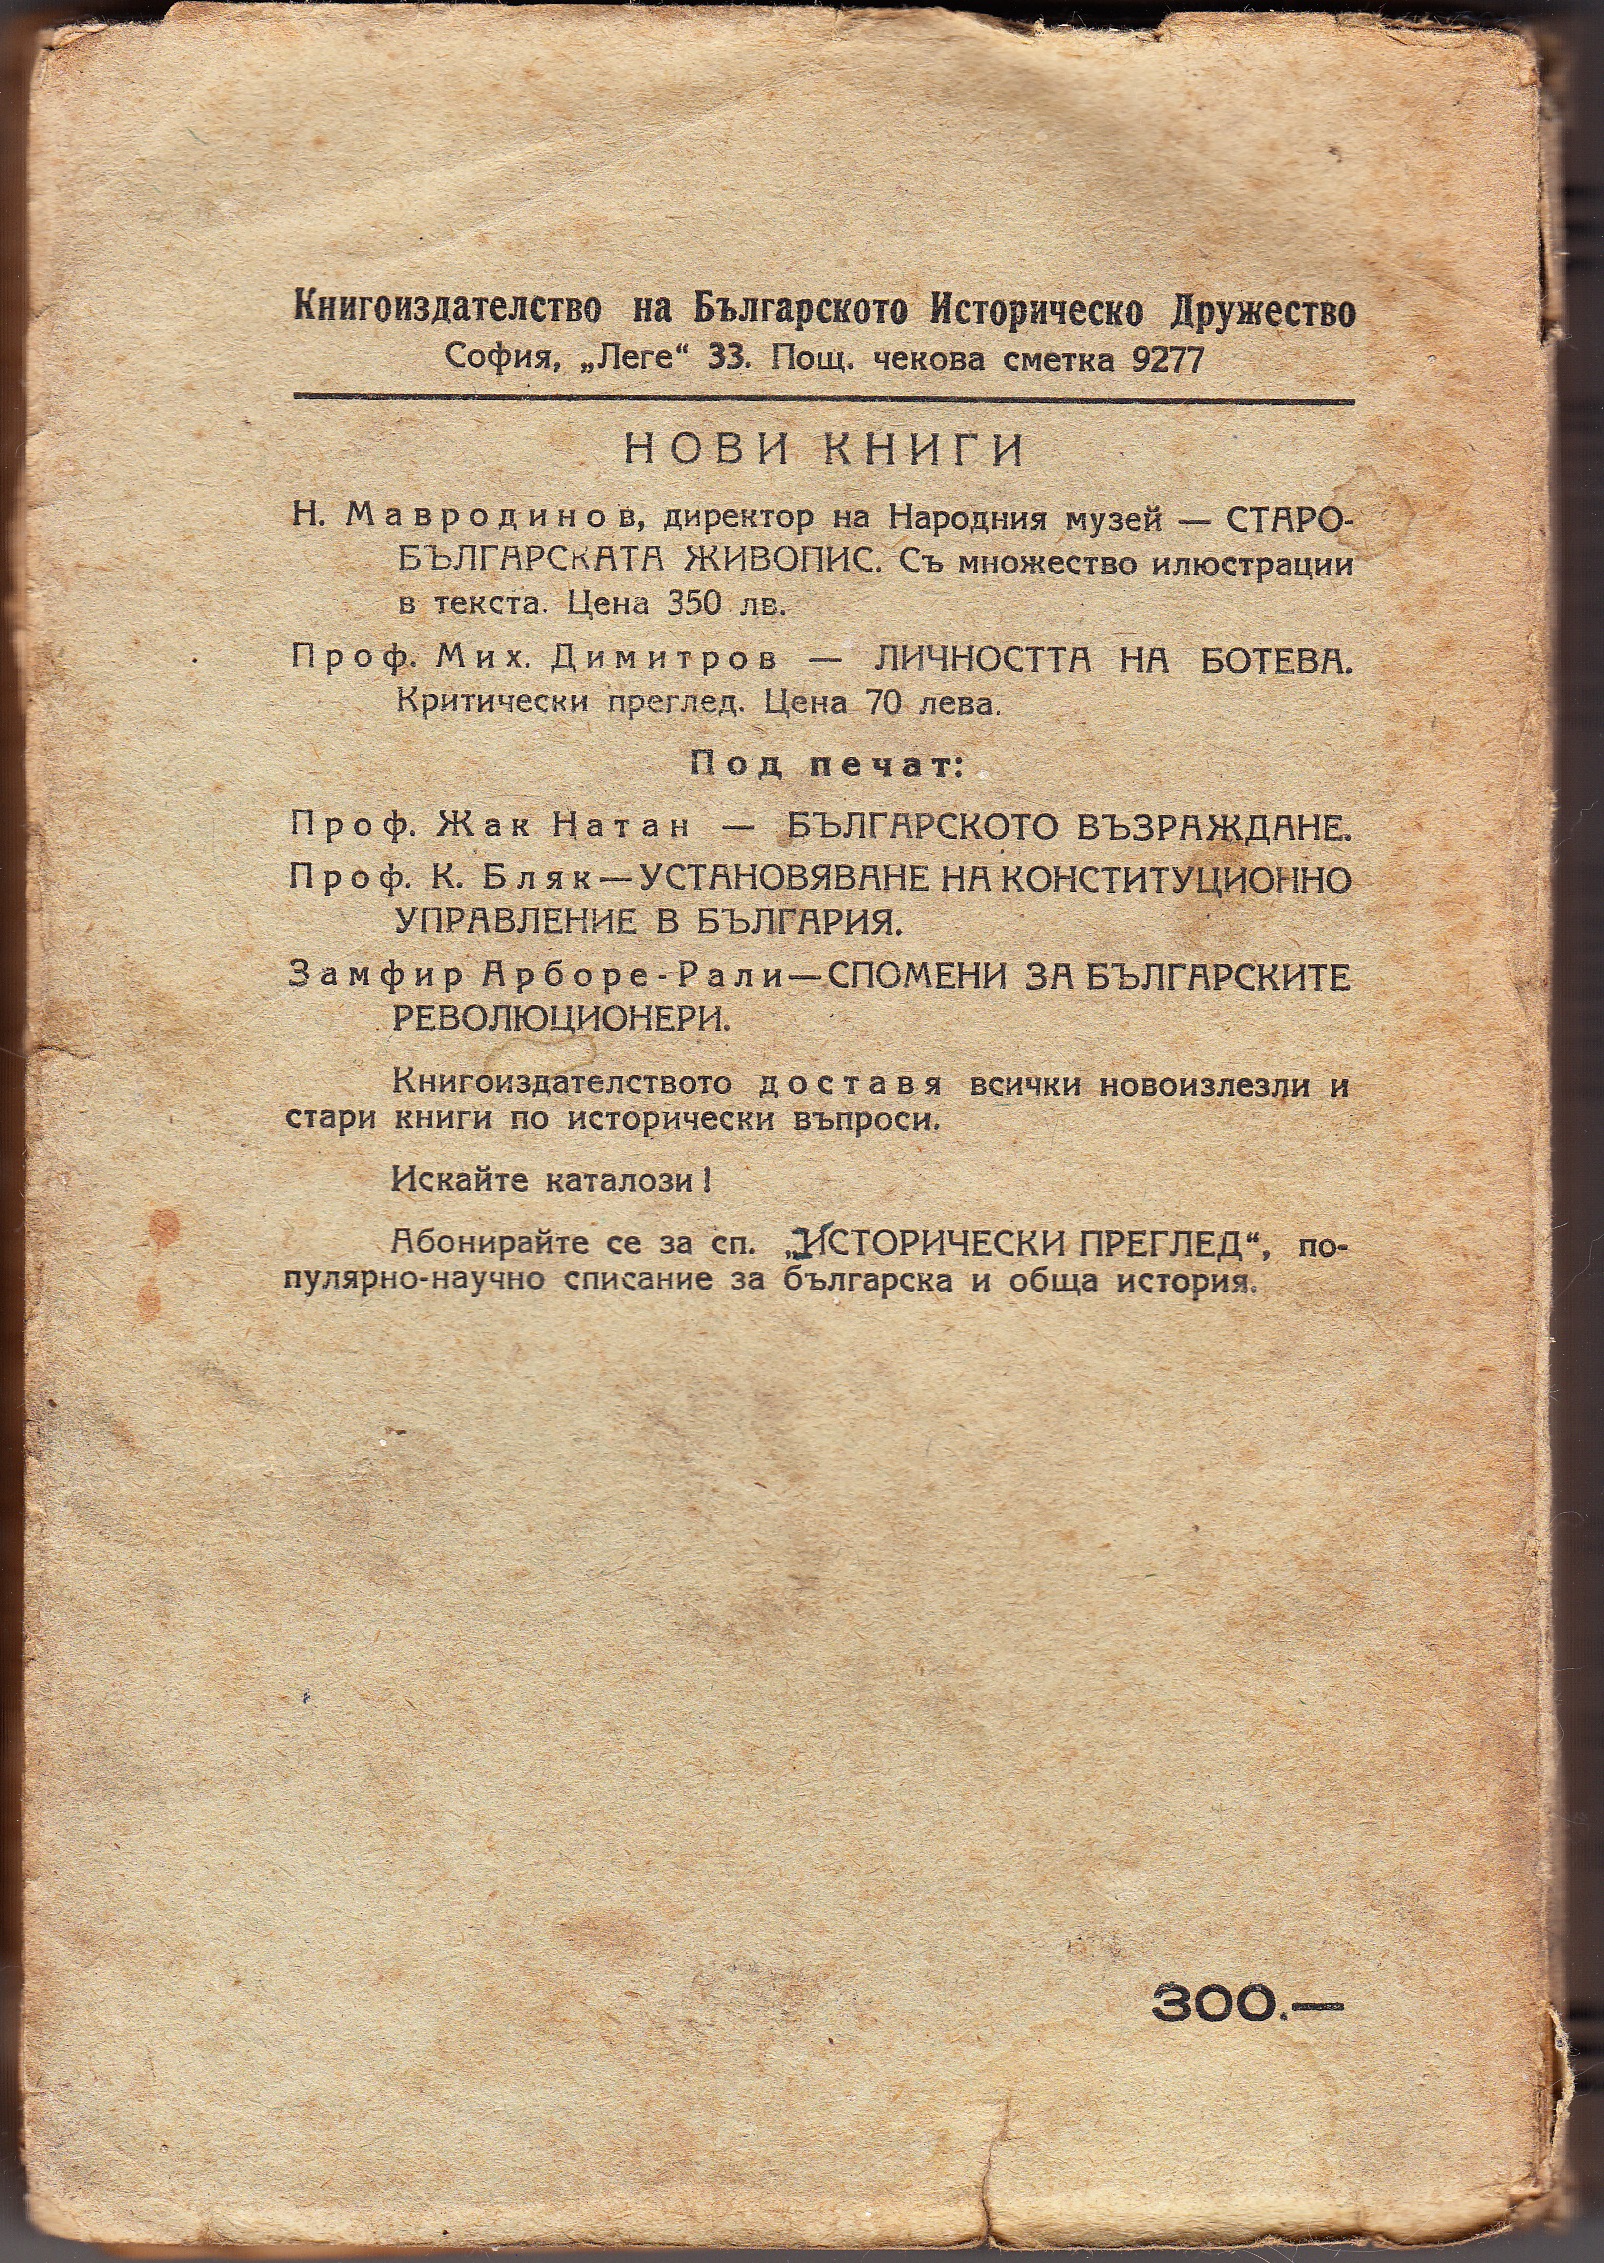 Книгоиздателство на Българското Историческо Дружество
София, „Леге“ 33. Пощ. чекова сметка 9277
НОВИ КНИГИ
Н. Мавродинов, директор на Народния музей — СТАРО-
БЪЛГАРСКАТА ЖИВОПИС. Съ множество илюстрации
в текста. Цена 350 лв.
Проф. Мих. Димитров — ЛИЧНОСТТА НА БОТЕВА.
Критически преглед. Цена 70 лева.
Под печат:
Проф. Жак Натан — БЪЛГАРСКОТО ВЪЗРАЖДАНЕ.
Проф. К. Бляк—УСТАНОВЯВАНЕ НА КОНСТИТУЦИОННО
УПРАВЛЕНИЕ В БЪЛГАРИЯ.
Замфир Арборе-Рали—СПОМЕНИ ЗА БЪЛГАРСКИТЕ
РЕВОЛЮЦИОНЕРИ.
Книгоиздателството доставя всички новоизлезли и
стари книги по исторически въпроси.
Искайте каталози!
Абонирайте се за сп. „ИСТОРИЧЕСКИ ПРЕГЛЕД“, по-
пулярно-научно списание за българска и обща история.
300.—